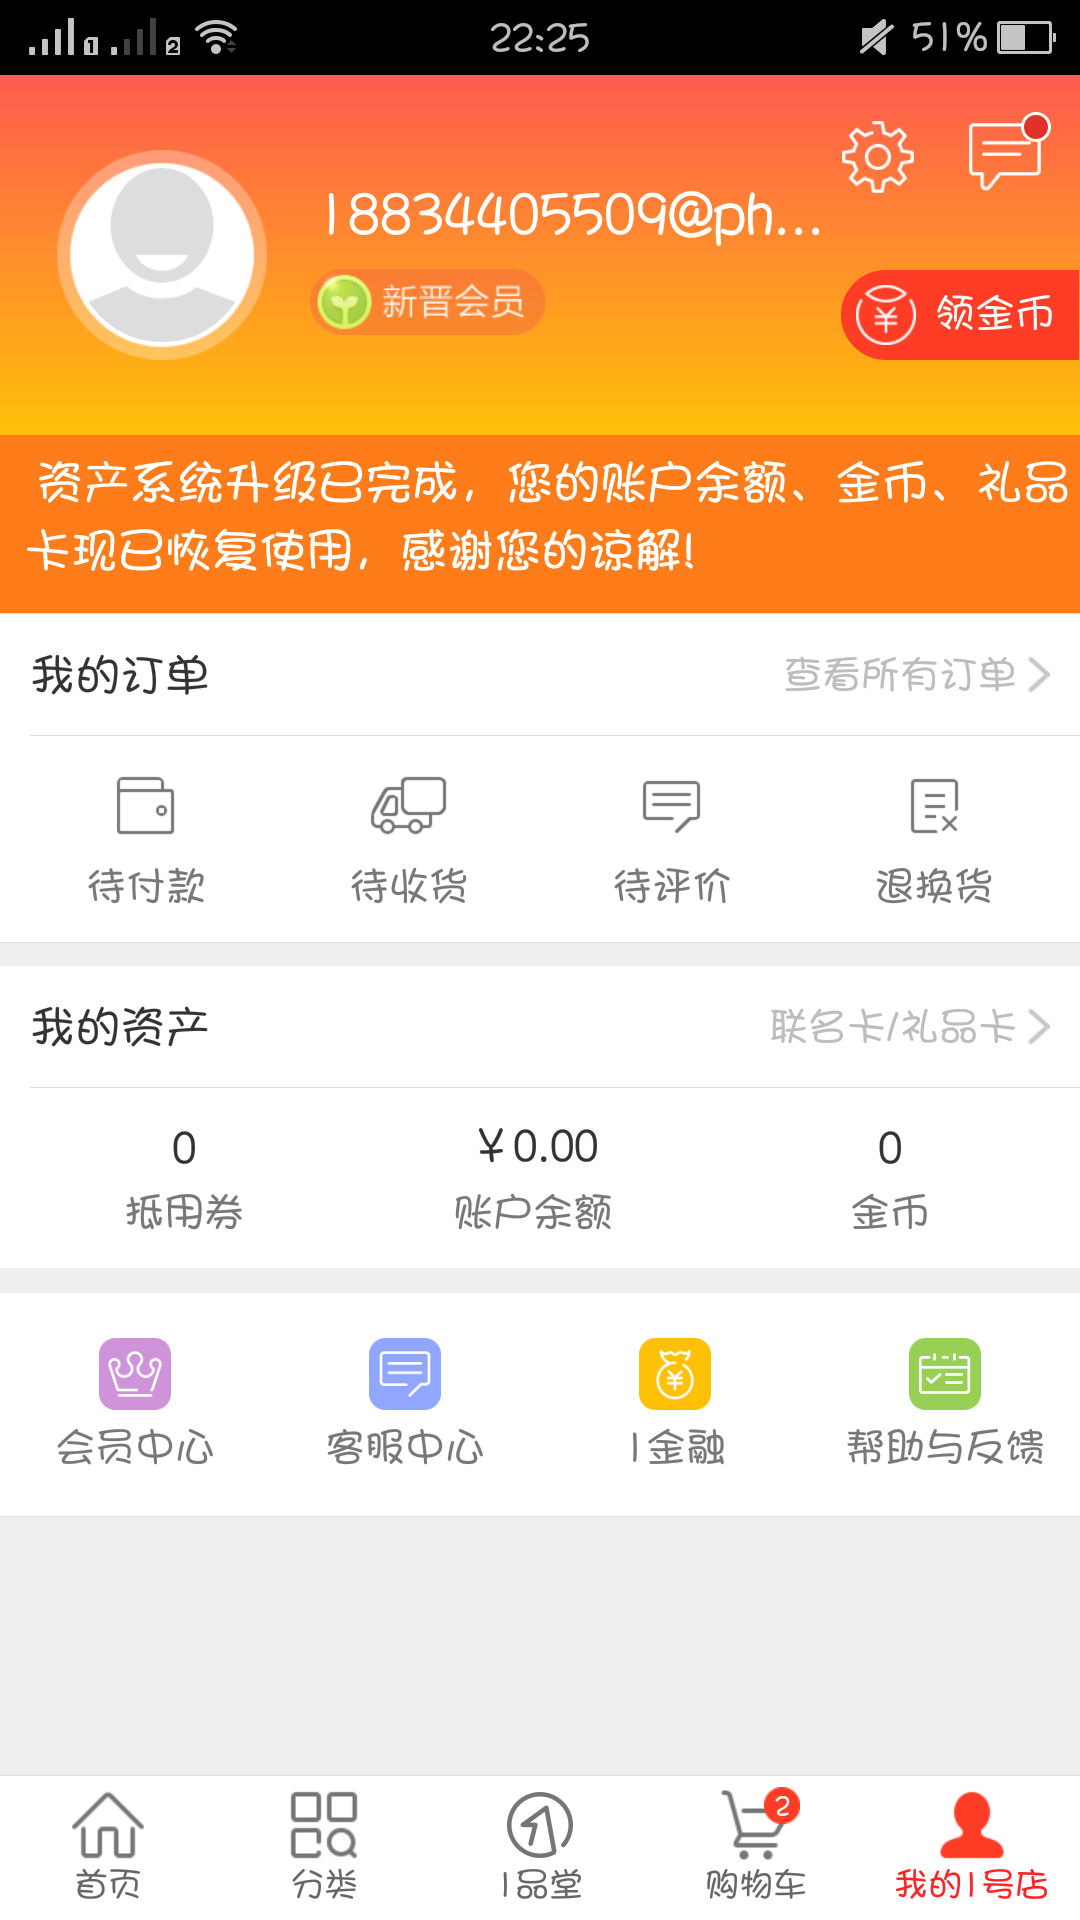 1 2 22:25 51%
18834405509@ph...
新晋会员
领金币
资产系统升级已完成，您的账户余额、金币、礼品
卡现已恢复使用，感谢您的谅解!
我的订单 查看所有订单
待付款 待收货 待评价 退换货
我的资产 联名卡/礼品卡
0 ¥0.00 0
抵用券 账户余额 金币
会员中心 客服中心 1金融 帮助与反馈
2
首页 分类 1品堂 购物车 我的1号店